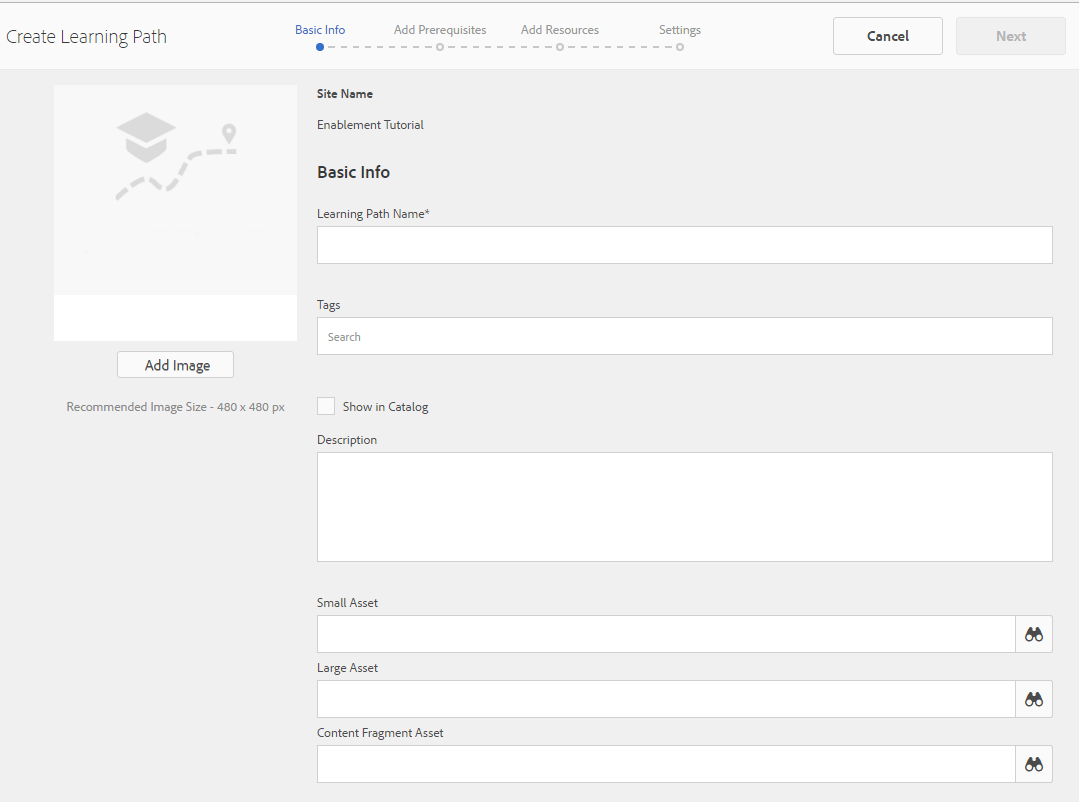 Create Learning Path
Basic Info
Add Prerequisites
Add Resources
Settings
Cancel
Next
Add Image
Recommended Image Size - 480 x 480 px
Site Name
Enablement Tutorial
Basic Info
Learning Path Name*
Tags
Search
Show in Catalog
Description
Small Asset
Large Asset
Content Fragment Asset